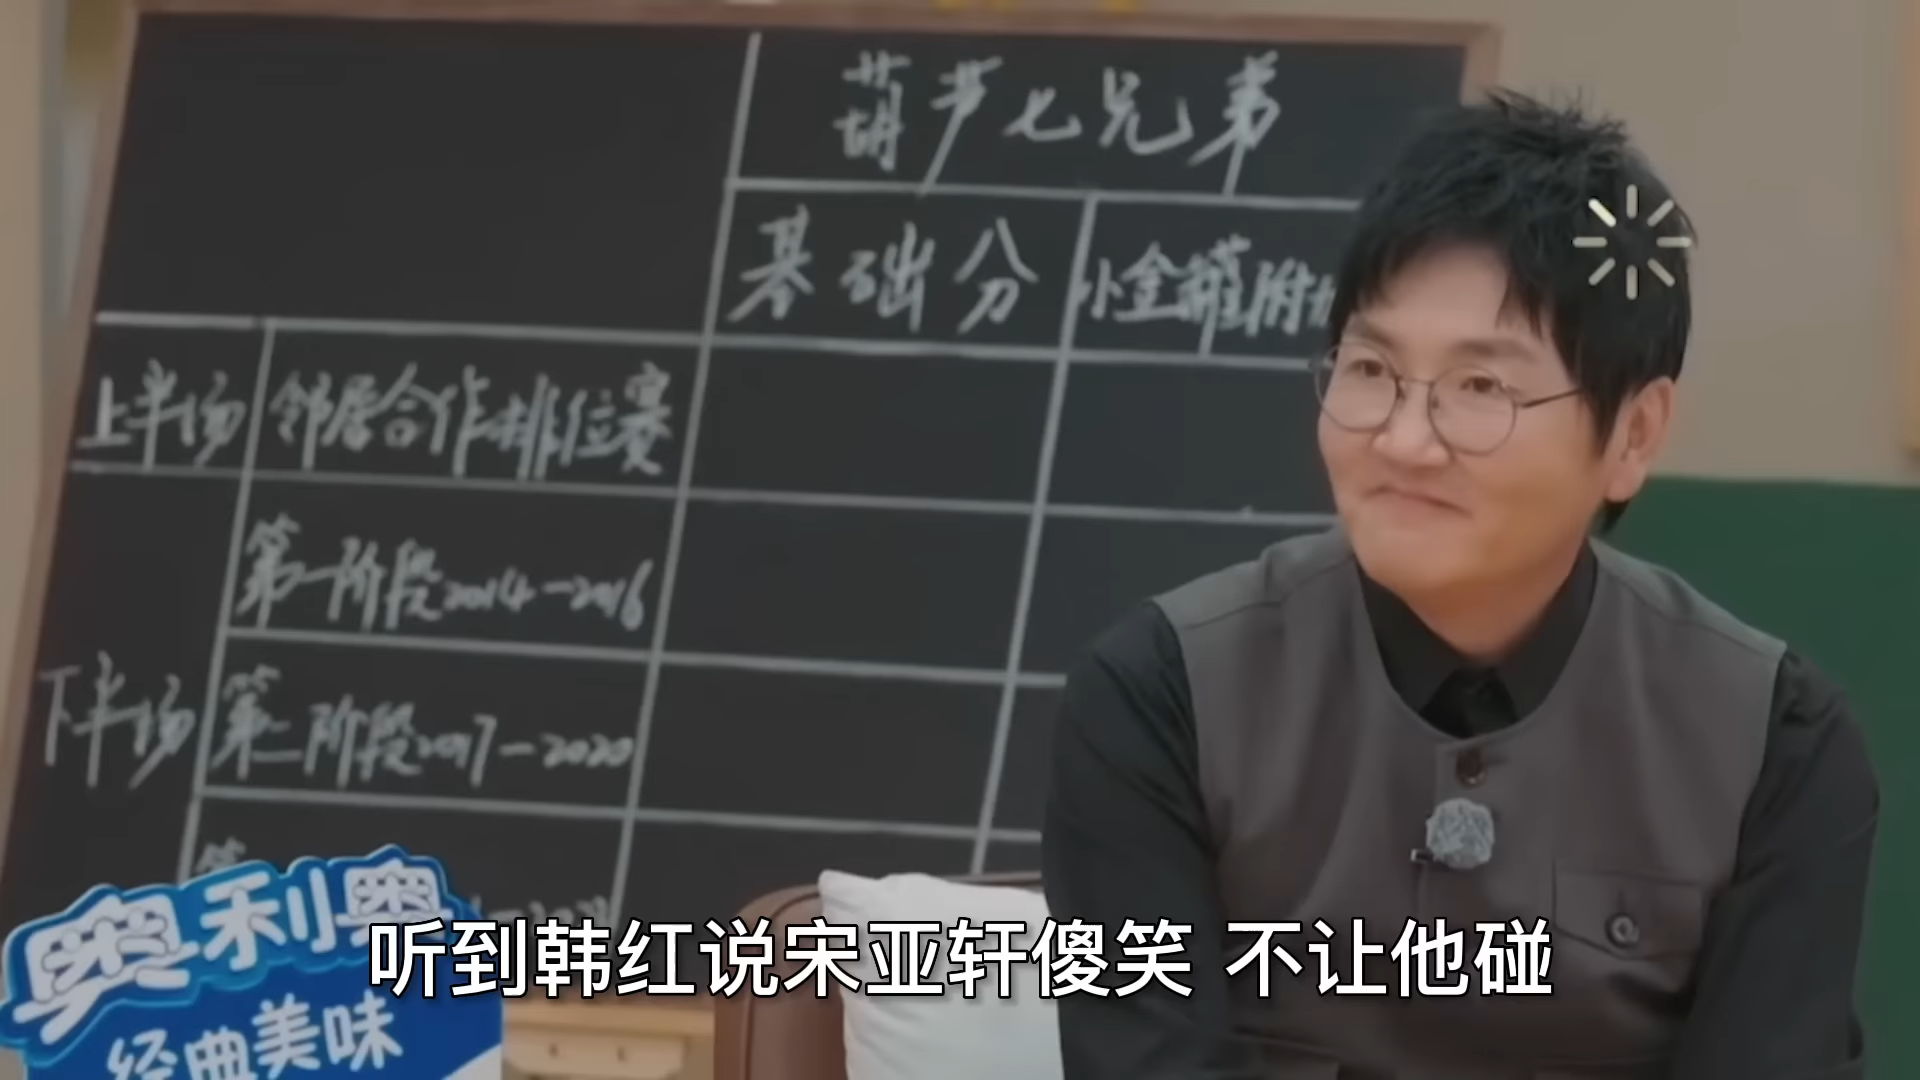 葫芦七兄弟
基础分
小金罐附加
上半场
邻居合作排位赛
第一阶段2014-2016
下半场
第二阶段2017-2020
第
奥利奥
经典美味
听到韩红说宋亚轩傻笑 不让他碰